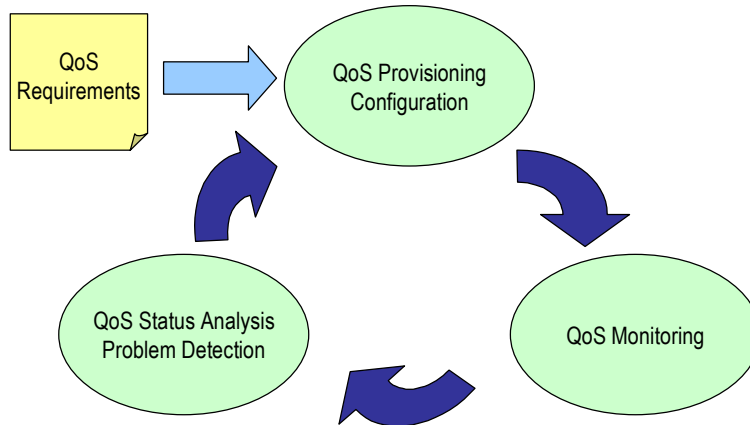 QoS
Requirements
QoS Provisioning
Configuration
QoS Status Analysis
Problem Detection
QoS Monitoring